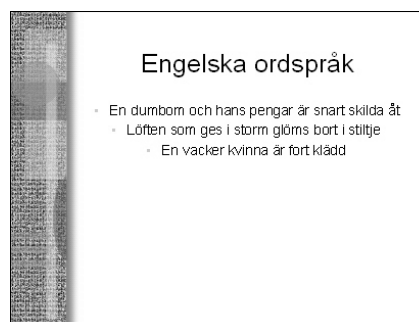 Engelska ordspråk
En dumbom och hans pengar är snart skilda åt
Löften som ges i storm glöms bort i stiltje
En vacker kvinna är fort klädd